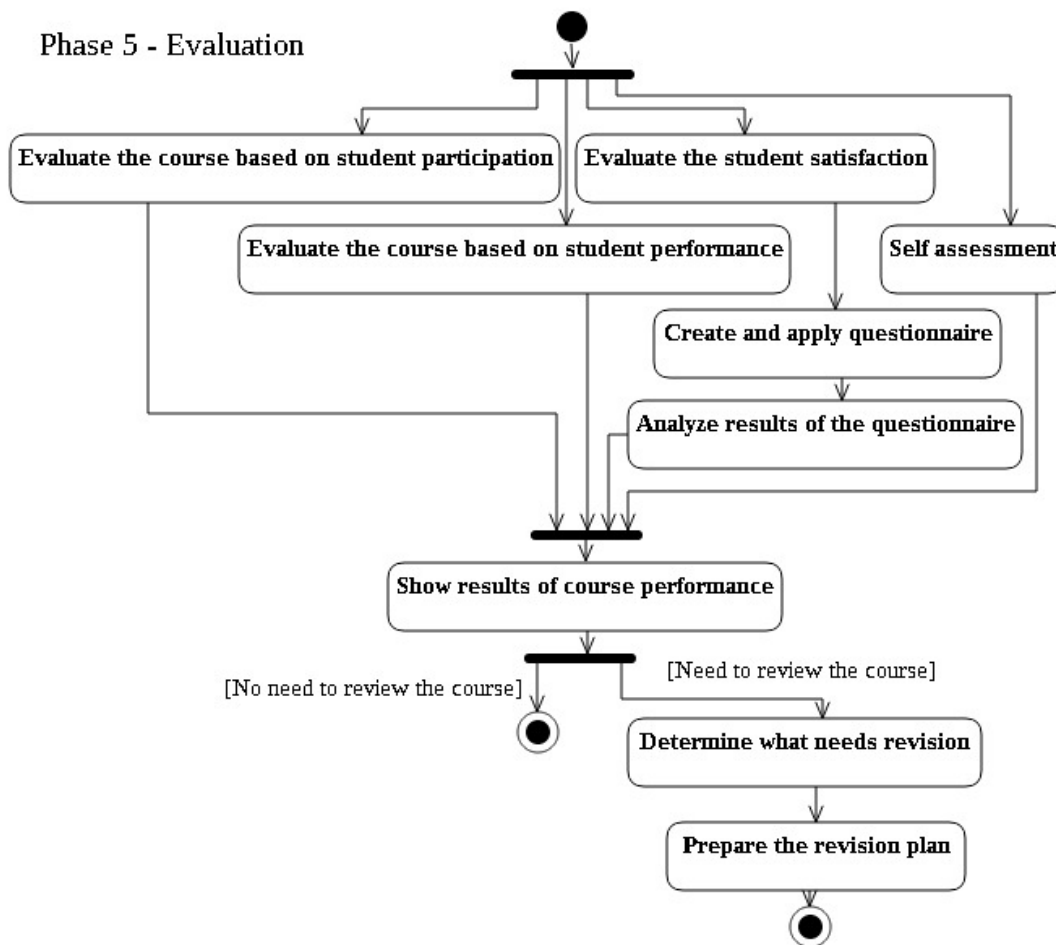 Phase 5 - Evaluation
Evaluate the course based on student participation
Evaluate the student satisfaction
Evaluate the course based on student performance
Self assessment
Create and apply questionnaire
Analyze results of the questionnaire
Show results of course performance
[No need to review the course]
[Need to review the course]
Determine what needs revision
Prepare the revision plan